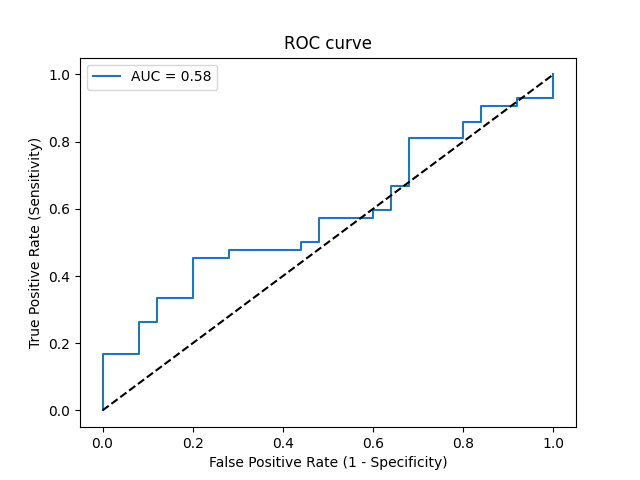 ROC curve
AUC = 0.58
True Positive Rate (Sensitivity)
1.0
0.8
0.6
0.4
0.2
0.0
0.0 0.2 0.4 0.6 0.8 1.0
False Positive Rate (1 - Specificity)